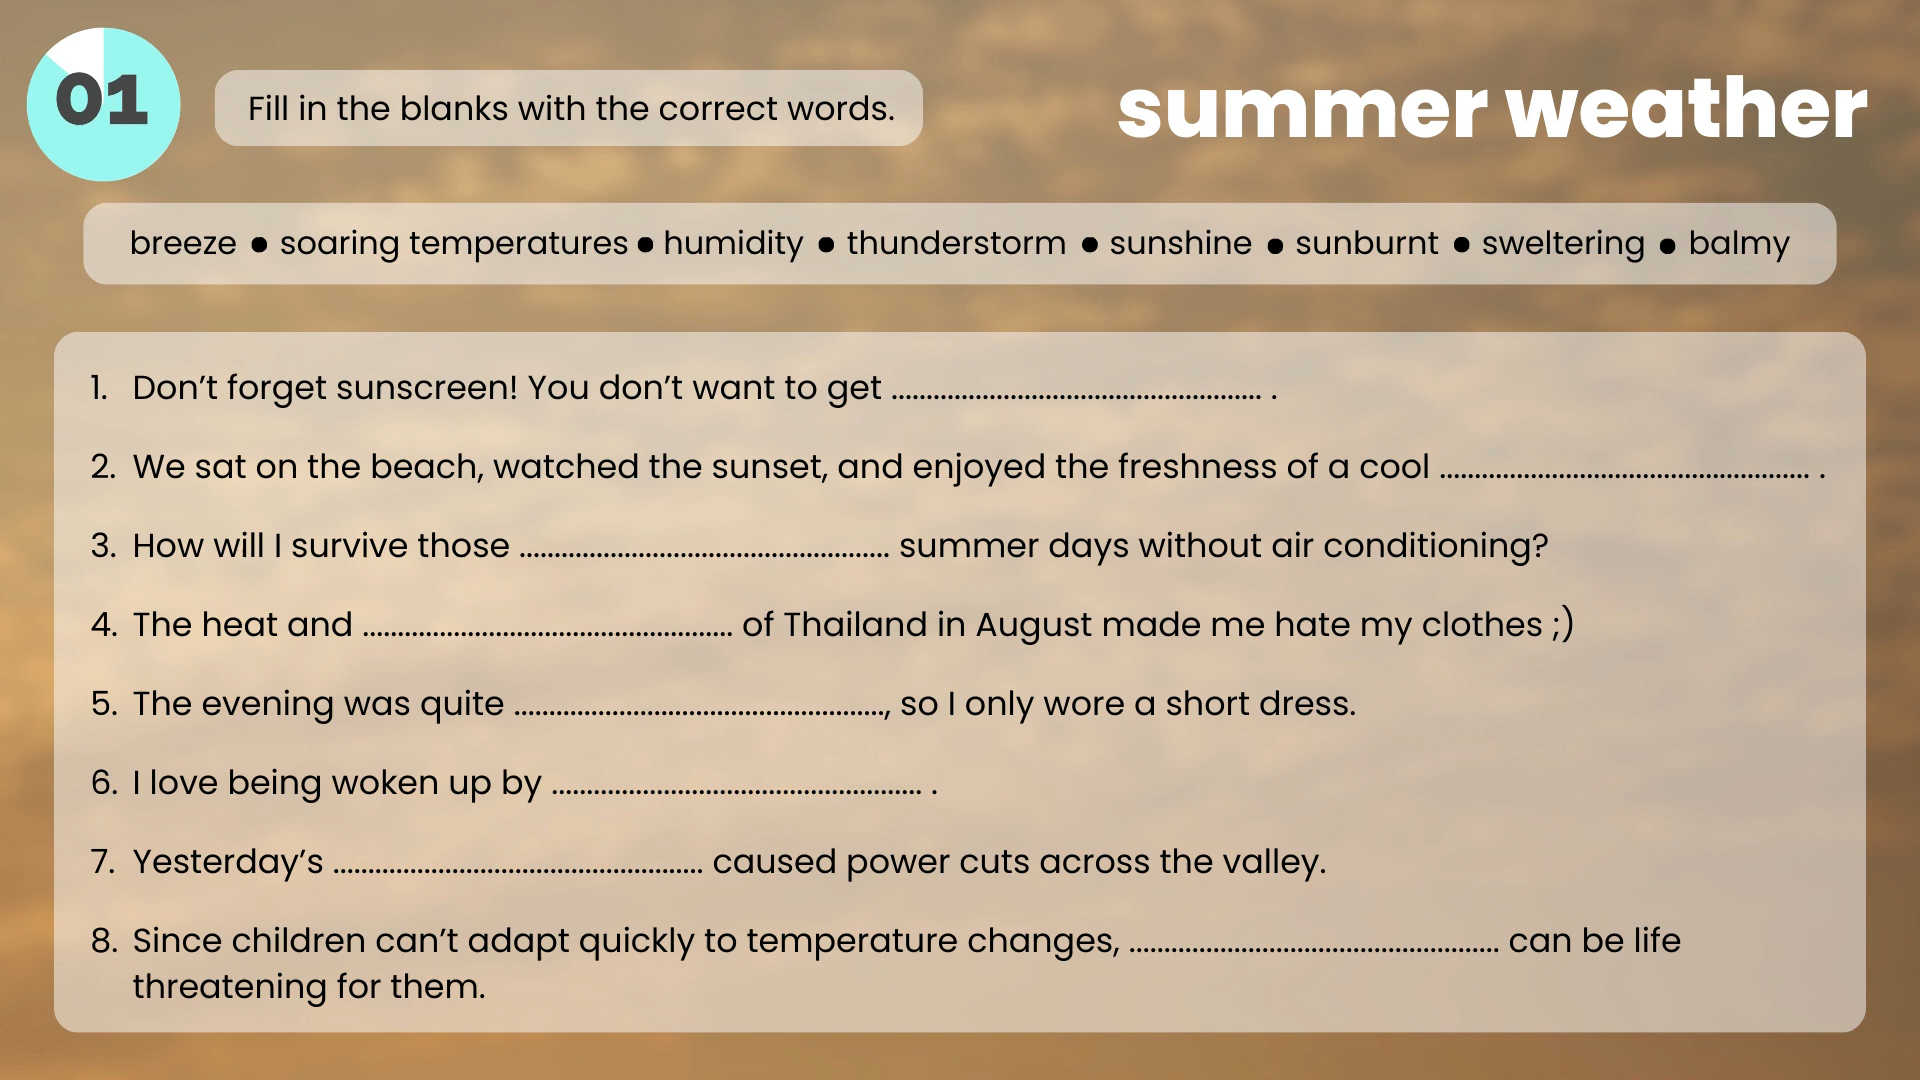 01
Fill in the blanks with the correct words.
summer weather
breeze ● soaring temperatures ● humidity ● thunderstorm ● sunshine ● sunburnt ● sweltering ● balmy
1. Don’t forget sunscreen! You don’t want to get ..................................................... .
2. We sat on the beach, watched the sunset, and enjoyed the freshness of a cool ..................................................... .
3. How will I survive those ..................................................... summer days without air conditioning?
4. The heat and ..................................................... of Thailand in August made me hate my clothes ;)
5. The evening was quite ....................................................., so I only wore a short dress.
6. I love being woken up by ..................................................... .
7. Yesterday’s ..................................................... caused power cuts across the valley.
8. Since children can’t adapt quickly to temperature changes, ..................................................... can be life
threatening for them.